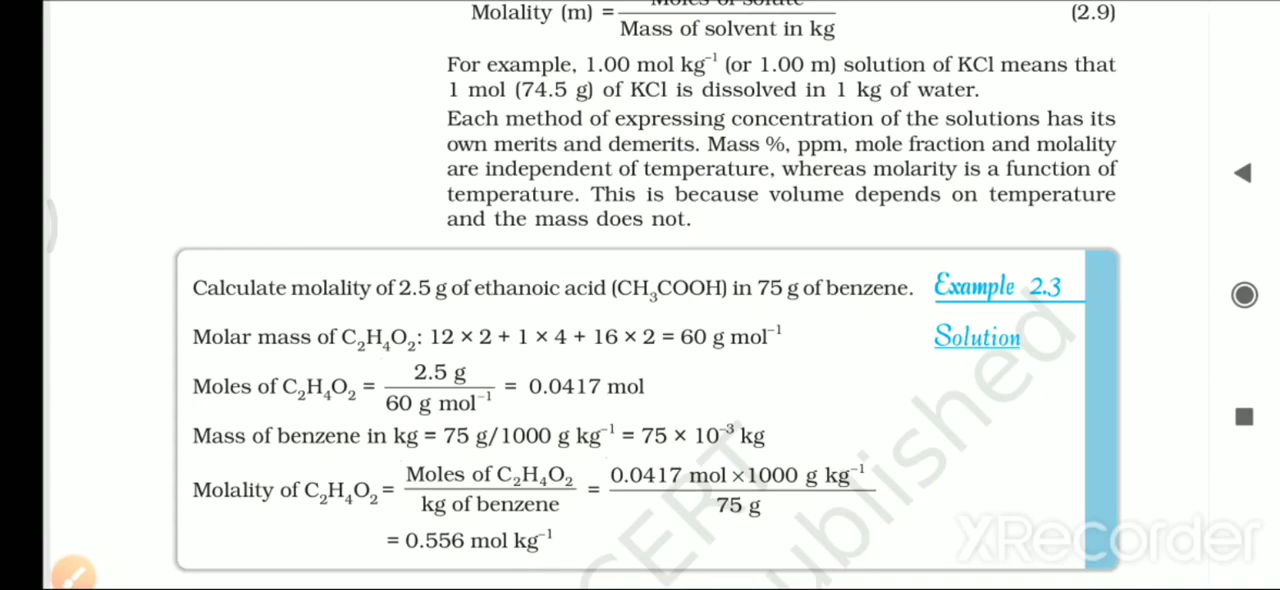 Molality (m) = Moles of solute / Mass of solvent in kg (2.9)
For example, 1.00 mol kg⁻¹ (or 1.00 m) solution of KCl means that
1 mol (74.5 g) of KCl is dissolved in 1 kg of water.
Each method of expressing concentration of the solutions has its
own merits and demerits. Mass %, ppm, mole fraction and molality
are independent of temperature, whereas molarity is a function of
temperature. This is because volume depends on temperature
and the mass does not.
Calculate molality of 2.5 g of ethanoic acid (CH₃COOH) in 75 g of benzene. Example 2.3
Molar mass of C₂H₄O₂: 12 × 2 + 1 × 4 + 16 × 2 = 60 g mol⁻¹ Solution
Moles of C₂H₄O₂ = 2.5 g / 60 g mol⁻¹ = 0.0417 mol
Mass of benzene in kg = 75 g/1000 g kg⁻¹ = 75 × 10⁻³ kg
Molality of C₂H₄O₂ = Moles of C₂H₄O₂ / kg of benzene = 0.0417 mol × 1000 g kg⁻¹ / 75 g
= 0.556 mol kg⁻¹
XRecorder